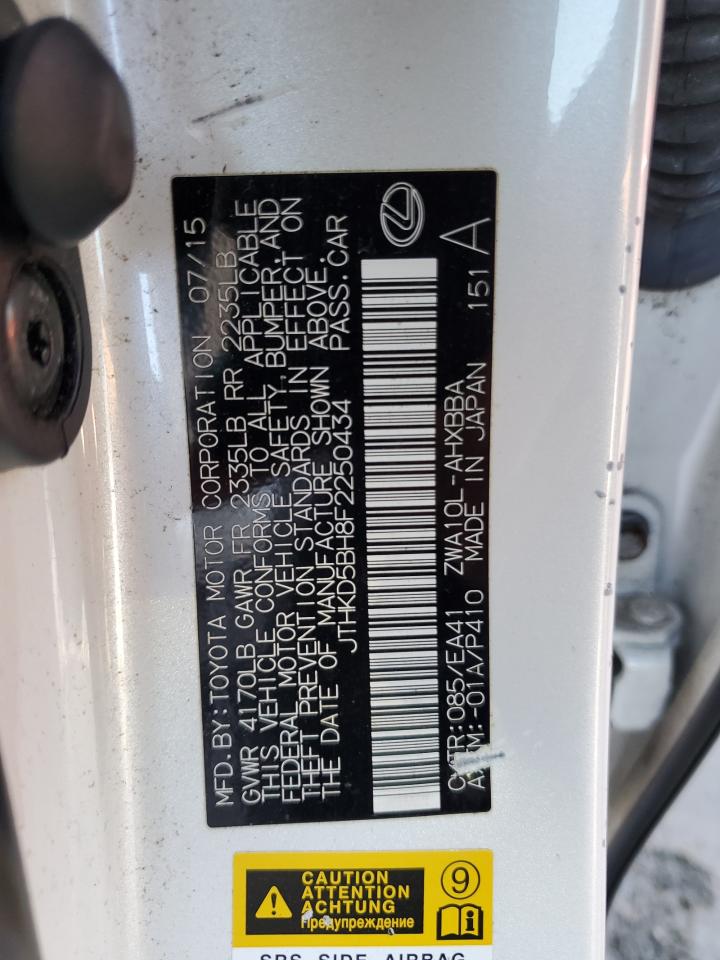 MFD. BY: TOYOTA MOTOR CORPORATION 07/15
GVWR 4170LB GAWR FR 2335LB RR 2235LB
THIS VEHICLE CONFORMS TO ALL APPLICABLE
FEDERAL MOTOR VEHICLE SAFETY, BUMPER, AND
THEFT PREVENTION STANDARDS IN EFFECT ON
THE DATE OF MANUFACTURE SHOWN ABOVE.
JTHKD5BH8F2250434 PASS. CAR
C/TR: 085/EA41 ZWA10L-AHXBBA
A/TM: -01A/P410 MADE IN JAPAN 151 A
CAUTION
ATTENTION
ACHTUNG
Предупреждение
9
SRS SIDE AIRBAG